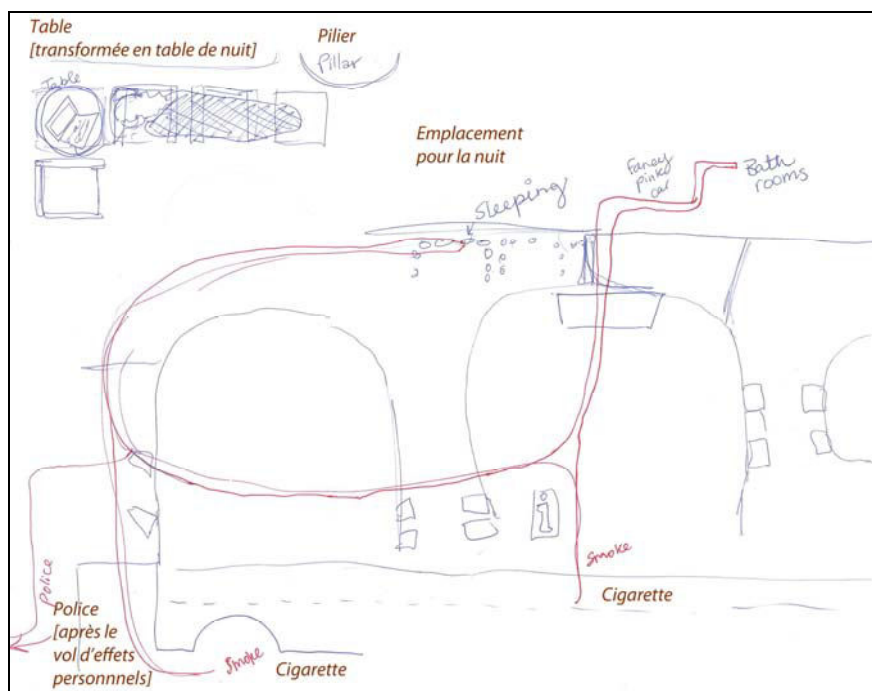 Table
[transformée en table de nuit]
Pilier
Pillar
Table
Emplacement
pour la nuit
Fancy
pink
car
Bath
rooms
Sleeping
i
Smoke
Police
Cigarette
Police
[après le
vol d'effets
personnnels]
Smoke
Cigarette